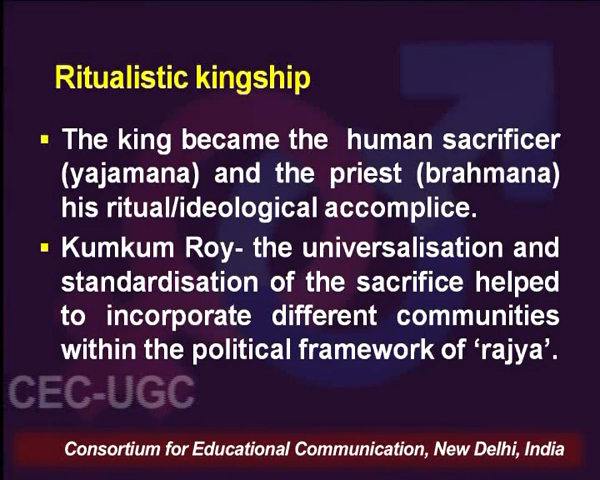 Ritualistic kingship
▪ The king became the human sacrificer
(yajamana) and the priest (brahmana)
his ritual/ideological accomplice.
▪ Kumkum Roy- the universalisation and
standardisation of the sacrifice helped
to incorporate different communities
within the political framework of ‘rajya’.
CEC-UGC
Consortium for Educational Communication, New Delhi, India